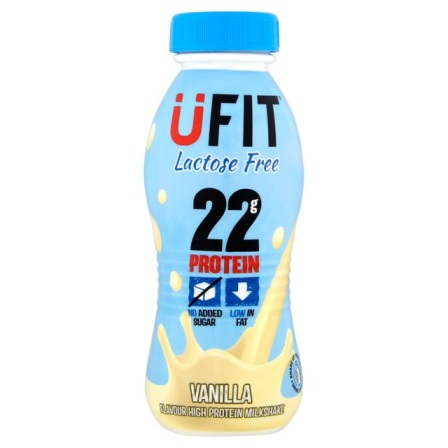 ÜFIT
Lactose Free
22g
PROTEIN
NO ADDED
SUGAR
LOW IN
FAT
VANILLA
FLAVOUR HIGH PROTEIN MILKSHAKE